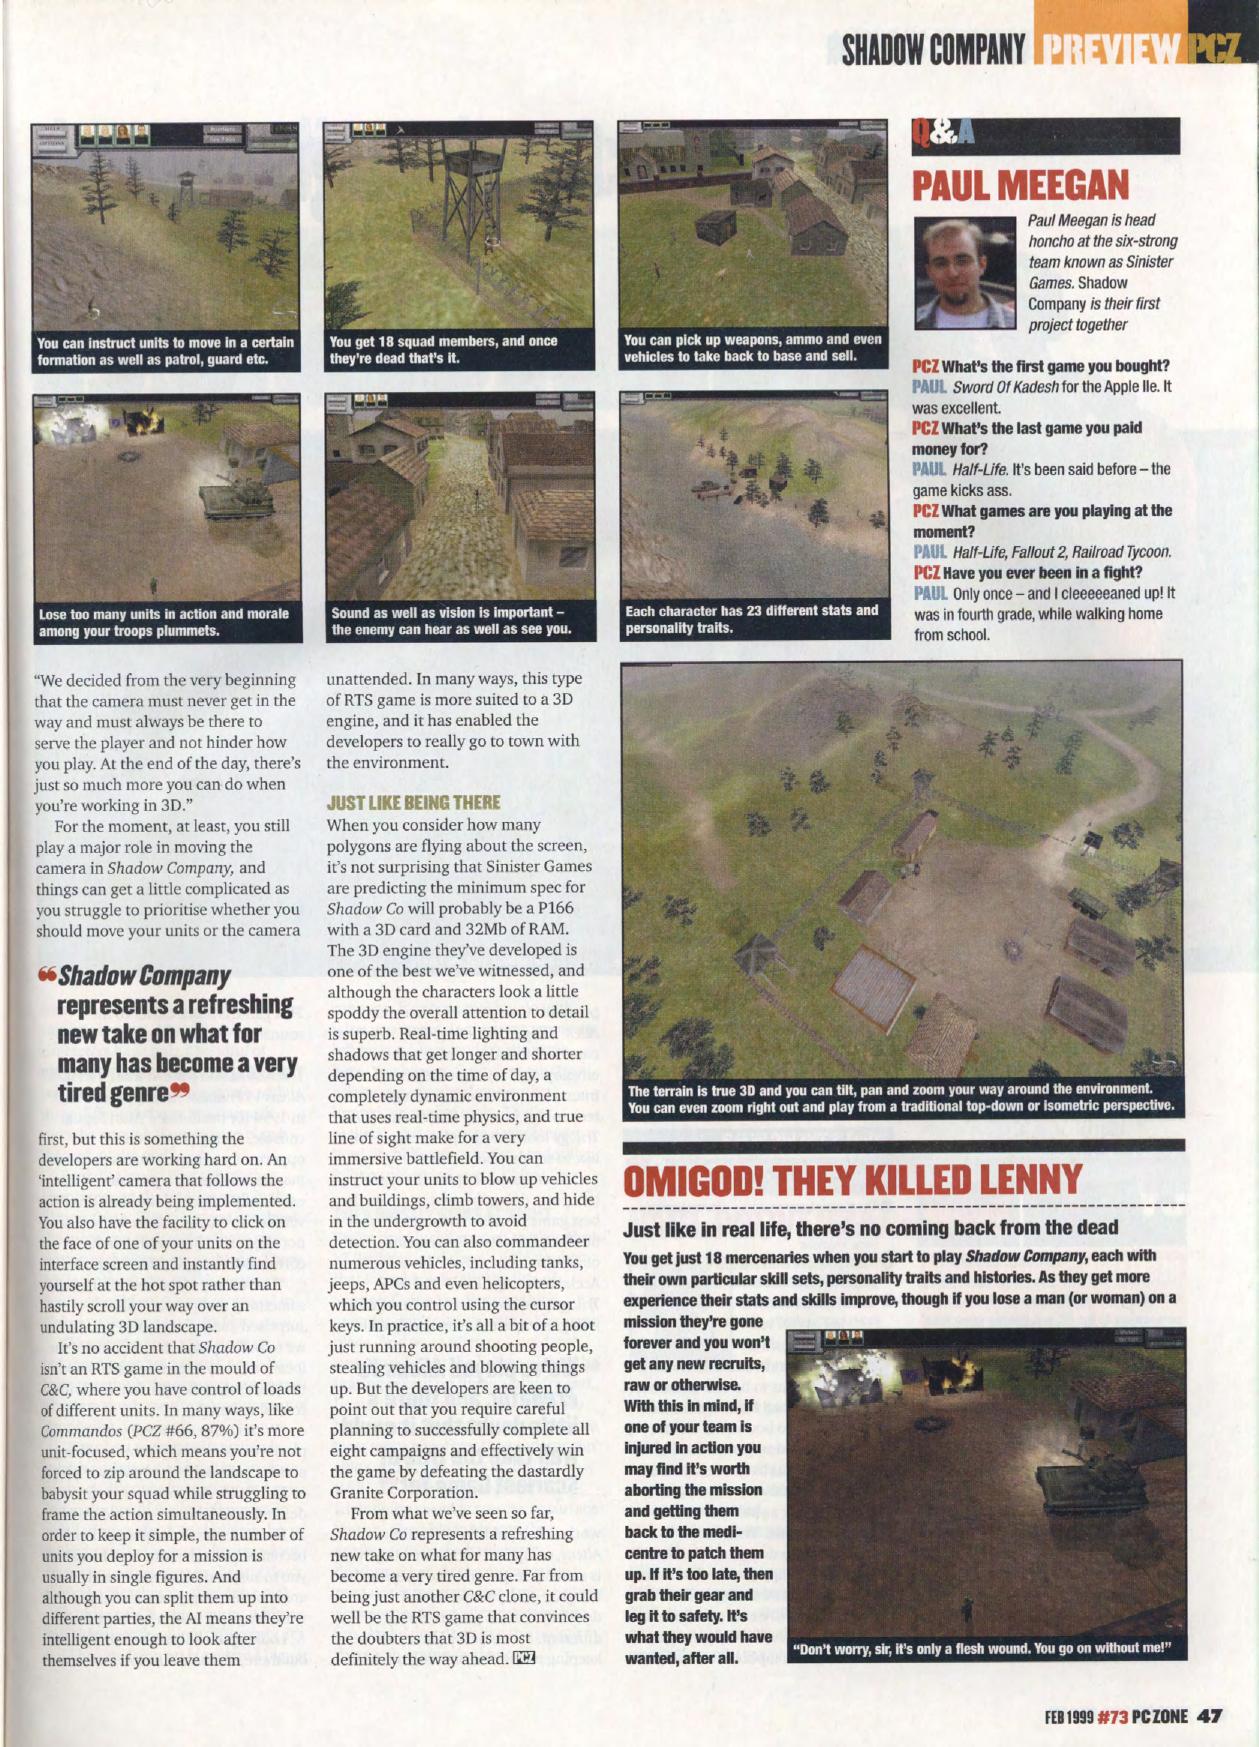 SHADOW COMPANY PREVIEW PCZ
You can instruct units to move in a certain
formation as well as patrol, guard etc.
You get 18 squad members, and once
they're dead that's it.
You can pick up weapons, ammo and even
vehicles to take back to base and sell.
Lose too many units in action and morale
among your troops plummets.
Sound as well as vision is important –
the enemy can hear as well as see you.
Each character has 23 different stats and
personality traits.
Q&A
PAUL MEEGAN
Paul Meegan is head
honcho at the six-strong
team known as Sinister
Games. Shadow
Company is their first
project together
PCZ What's the first game you bought?
PAUL Sword Of Kadesh for the Apple IIe. It
was excellent.
PCZ What's the last game you paid
money for?
PAUL Half-Life. It's been said before – the
game kicks ass.
PCZ What games are you playing at the
moment?
PAUL Half-Life, Fallout 2, Railroad Tycoon.
PCZ Have you ever been in a fight?
PAUL Only once – and I cleeeeeaned up! It
was in fourth grade, while walking home
from school.
"We decided from the very beginning
that the camera must never get in the
way and must always be there to
serve the player and not hinder how
you play. At the end of the day, there's
just so much more you can do when
you're working in 3D."
For the moment, at least, you still
play a major role in moving the
camera in Shadow Company, and
things can get a little complicated as
you struggle to prioritise whether you
should move your units or the camera
“Shadow Company
represents a refreshing
new take on what for
many has become a very
tired genre”
first, but this is something the
developers are working hard on. An
'intelligent' camera that follows the
action is already being implemented.
You also have the facility to click on
the face of one of your units on the
interface screen and instantly find
yourself at the hot spot rather than
hastily scroll your way over an
undulating 3D landscape.
It's no accident that Shadow Co
isn't an RTS game in the mould of
C&C, where you have control of loads
of different units. In many ways, like
Commandos (PCZ #66, 87%) it's more
unit-focused, which means you're not
forced to zip around the landscape to
babysit your squad while struggling to
frame the action simultaneously. In
order to keep it simple, the number of
units you deploy for a mission is
usually in single figures. And
although you can split them up into
different parties, the AI means they're
intelligent enough to look after
themselves if you leave them
unattended. In many ways, this type
of RTS game is more suited to a 3D
engine, and it has enabled the
developers to really go to town with
the environment.
JUST LIKE BEING THERE
When you consider how many
polygons are flying about the screen,
it's not surprising that Sinister Games
are predicting the minimum spec for
Shadow Co will probably be a P166
with a 3D card and 32Mb of RAM.
The 3D engine they've developed is
one of the best we've witnessed, and
although the characters look a little
spoddy the overall attention to detail
is superb. Real-time lighting and
shadows that get longer and shorter
depending on the time of day, a
completely dynamic environment
that uses real-time physics, and true
line of sight make for a very
immersive battlefield. You can
instruct your units to blow up vehicles
and buildings, climb towers, and hide
in the undergrowth to avoid
detection. You can also commandeer
numerous vehicles, including tanks,
jeeps, APCs and even helicopters,
which you control using the cursor
keys. In practice, it's all a bit of a hoot
just running around shooting people,
stealing vehicles and blowing things
up. But the developers are keen to
point out that you require careful
planning to successfully complete all
eight campaigns and effectively win
the game by defeating the dastardly
Granite Corporation.
From what we've seen so far,
Shadow Co represents a refreshing
new take on what for many has
become a very tired genre. Far from
being just another C&C clone, it could
well be the RTS game that convinces
the doubters that 3D is most
definitely the way ahead. PCZ
The terrain is true 3D and you can tilt, pan and zoom your way around the environment.
You can even zoom right out and play from a traditional top-down or isometric perspective.
OMIGOD! THEY KILLED LENNY
Just like in real life, there's no coming back from the dead
You get just 18 mercenaries when you start to play Shadow Company, each with
their own particular skill sets, personality traits and histories. As they get more
experience their stats and skills improve, though if you lose a man (or woman) on a
mission they're gone
forever and you won't
get any new recruits,
raw or otherwise.
With this in mind, if
one of your team is
injured in action you
may find it's worth
aborting the mission
and getting them
back to the medi-
centre to patch them
up. If it's too late, then
grab their gear and
leg it to safety. It's
what they would have
wanted, after all.
"Don't worry, sir, it's only a flesh wound. You go on without me!"
FEB 1999 #73 PC ZONE 47